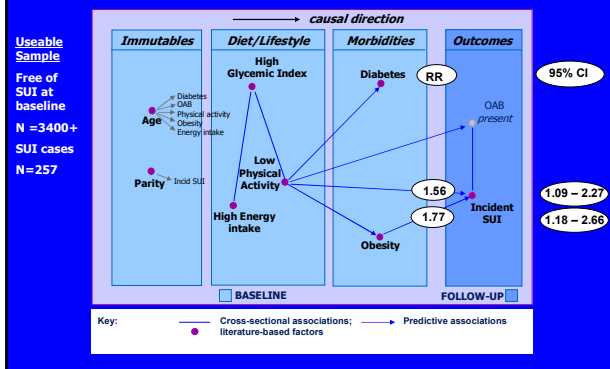 causal direction
Useable
Sample
Free of
SUI at
baseline
N =3400+
SUI cases
N=257
Immutables
Diet/Lifestyle
Morbidities
Outcomes
High
Glycemic Index
Diabetes
RR
95% CI
Diabetes
OAB
Physical activity
Obesity
Energy intake
Age
OAB
present
Low
Physical
Activity
Parity
Incid SUI
High Energy
intake
1.56
1.77
Incident
SUI
1.09 – 2.27
1.18 – 2.66
Obesity
BASELINE
FOLLOW-UP
Key:
Cross-sectional associations;
Predictive associations
literature-based factors